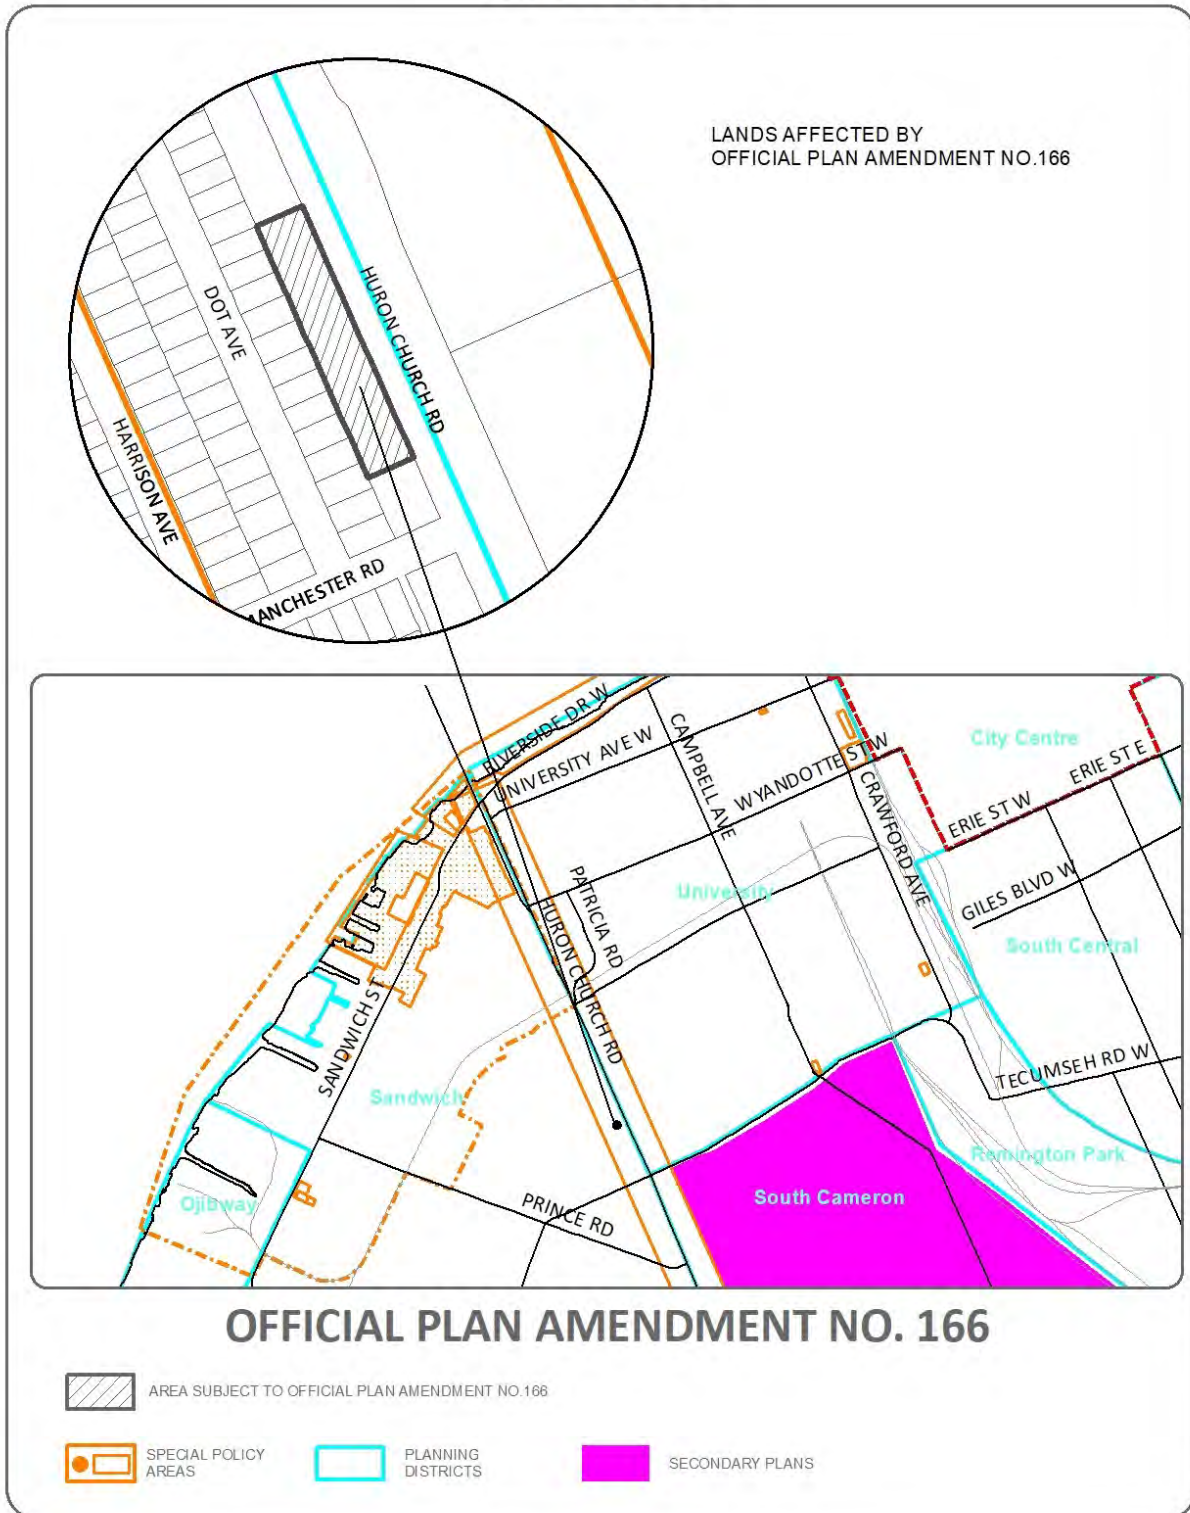 LANDS AFFECTED BY
OFFICIAL PLAN AMENDMENT NO.166
HURON CHURCH RD
DOT AVE
HARRISON AVE
MANCHESTER RD
RIVERSIDE DR W
UNIVERSITY AVE W
CAMPBELL AVE
WYANDOTTE ST W
City Centre
ERIE ST E
ERIE ST W
CRAWFORD AVE
PATRICIA RD
University
GILES BLVD W
HURON CHURCH RD
South Central
SANDWICH ST
Sandwich
TECUMSEH RD W
Remington Park
Ojibway
South Cameron
PRINCE RD
OFFICIAL PLAN AMENDMENT NO. 166
AREA SUBJECT TO OFFICIAL PLAN AMENDMENT NO.166
SPECIAL POLICY
AREAS
PLANNING
DISTRICTS
SECONDARY PLANS